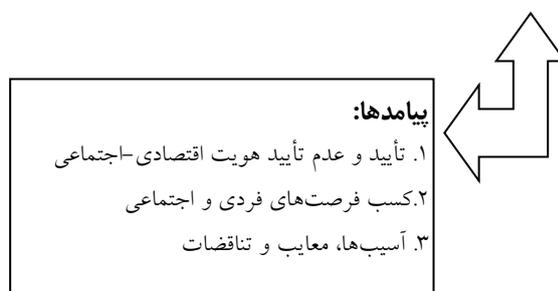 پیامدها:
۱. تأیید و عدم تأیید هویت اقتصادی-اجتماعی
۲.کسب فرصت‌های فردی و اجتماعی
۳. آسیب‌ها، معایب و تناقضات